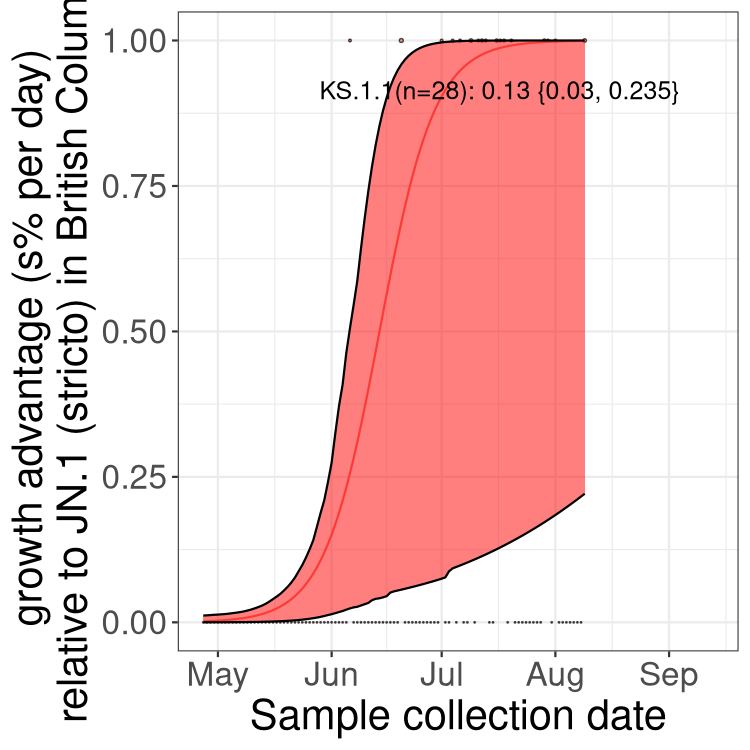 growth advantage (s% per day)
relative to JN.1 (stricto) in British Colum
1.00
0.75
0.50
0.25
0.00
KS.1.1(n=28): 0.13 {0.03, 0.235}
May Jun Jul Aug Sep
Sample collection date